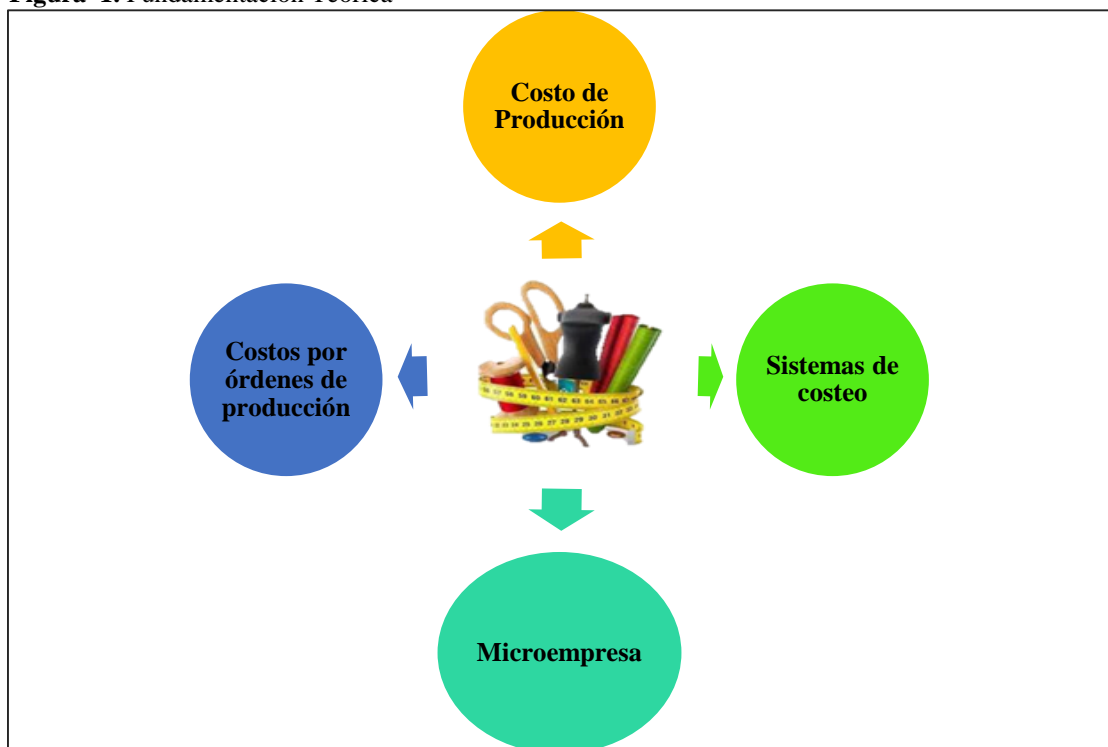 Figura 1. Fundamentación Teórica
Costo de
Producción
Costos por
órdenes de
producción
Sistemas de
costeo
Microempresa